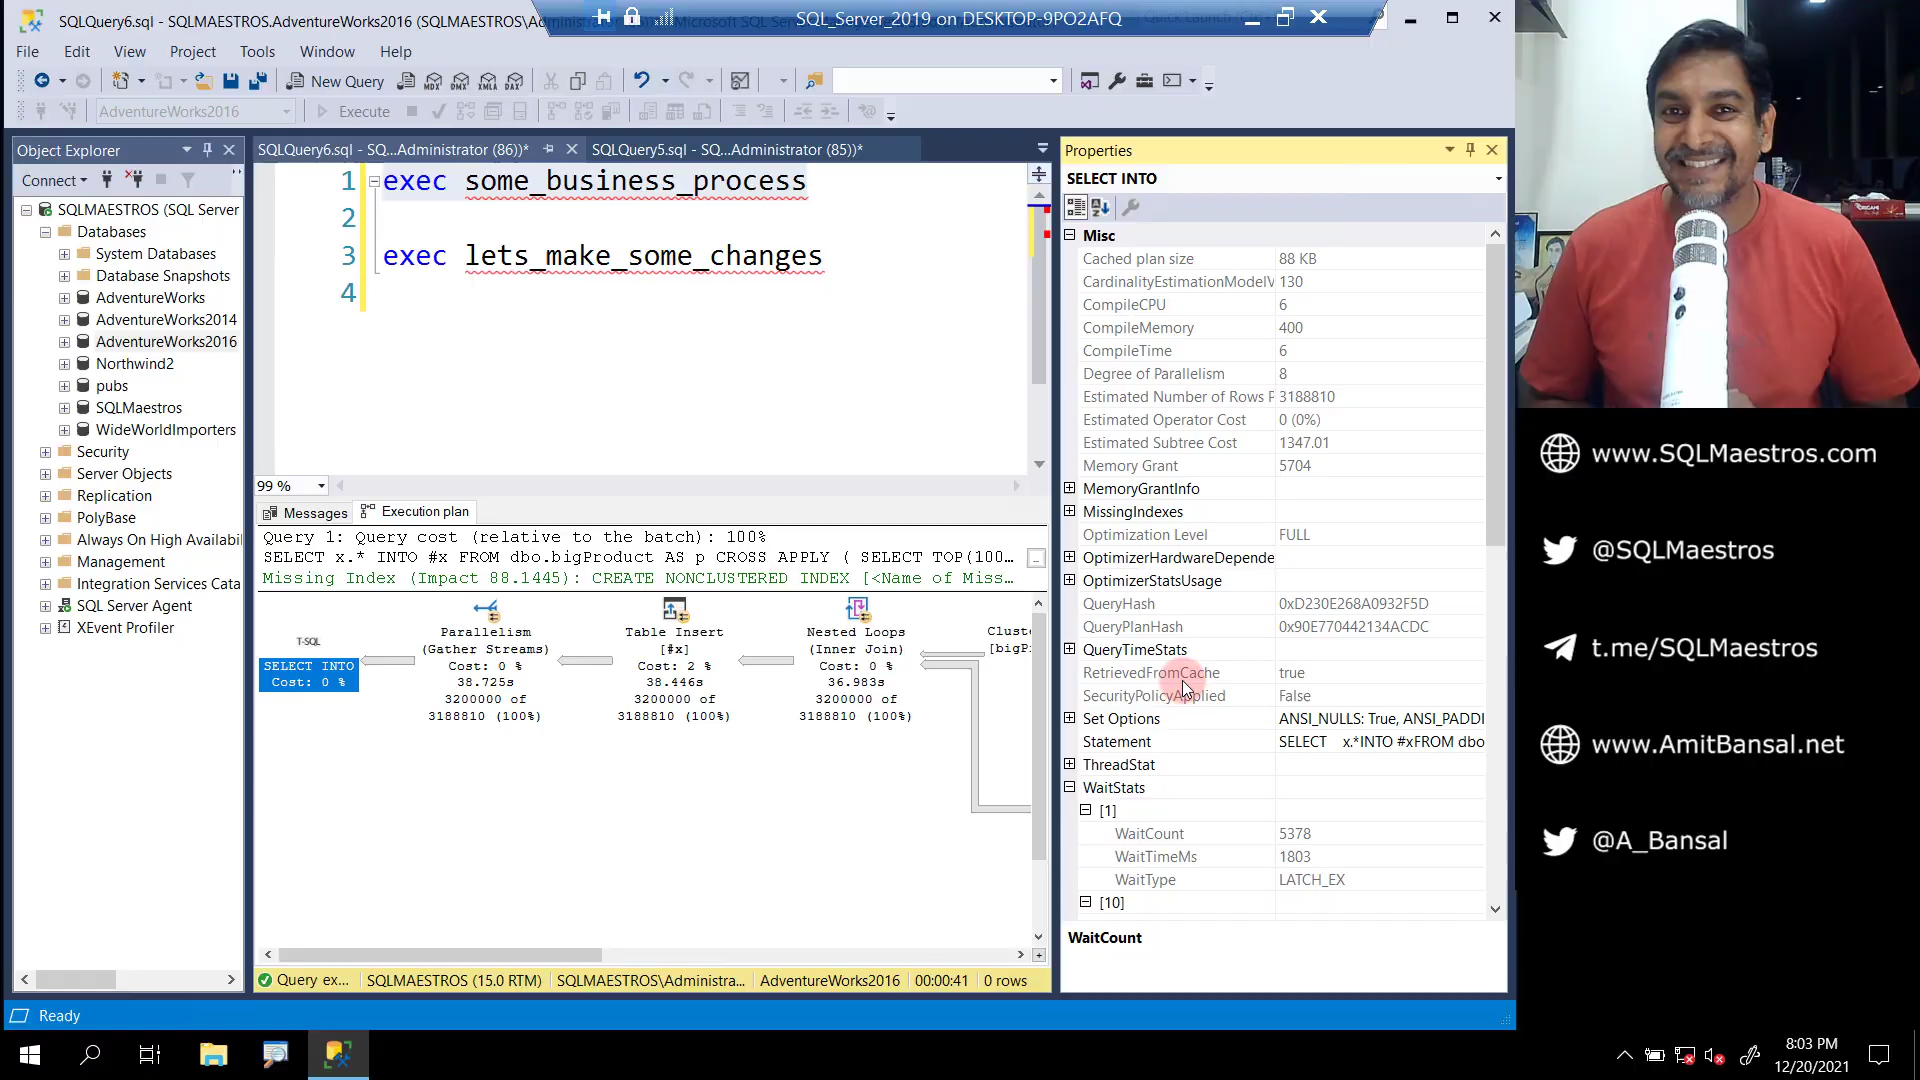 SQLQuery6.sql - SQLMAESTROS.AdventureWorks2016 (SQLMAESTROS\Administrator
SQL_Server_2019 on DESKTOP-9PO2AFQ
File Edit View Project Tools Window Help
New Query
MDX DMX XMLA DAX
AdventureWorks2016
Execute
Object Explorer
Connect
SQLMAESTROS (SQL Server
Databases
System Databases
Database Snapshots
AdventureWorks
AdventureWorks2014
AdventureWorks2016
Northwind2
pubs
SQLMaestros
WideWorldImporters
Security
Server Objects
Replication
PolyBase
Always On High Availabil
Management
Integration Services Cata
SQL Server Agent
XEvent Profiler
SQLQuery6.sql - SQ...Administrator (86))*
SQLQuery5.sql - SQ...Administrator (85))*
1 exec some_business_process
2
3 exec lets_make_some_changes
4
99 %
Messages
Execution plan
Query 1: Query cost (relative to the batch): 100%
SELECT x.* INTO #x FROM dbo.bigProduct AS p CROSS APPLY ( SELECT TOP(100...
Missing Index (Impact 88.1445): CREATE NONCLUSTERED INDEX [<Name of Miss...
T-SQL
SELECT INTO
Cost: 0 %
Parallelism
(Gather Streams)
Cost: 0 %
38.725s
3200000 of
3188810 (100%)
Table Insert
[#x]
Cost: 2 %
38.446s
3200000 of
3188810 (100%)
Nested Loops
(Inner Join)
Cost: 0 %
36.983s
3200000 of
3188810 (100%)
Clust
[bigP
Query ex... SQLMAESTROS (15.0 RTM) SQLMAESTROS\Administra... AdventureWorks2016 00:00:41 0 rows
Properties
SELECT INTO
Misc
Cached plan size 88 KB
CardinalityEstimationModelV 130
CompileCPU 6
CompileMemory 400
CompileTime 6
Degree of Parallelism 8
Estimated Number of Rows P 3188810
Estimated Operator Cost 0 (0%)
Estimated Subtree Cost 1347.01
Memory Grant 5704
MemoryGrantInfo
MissingIndexes
Optimization Level FULL
OptimizerHardwareDepende
OptimizerStatsUsage
QueryHash 0xD230E268A0932F5D
QueryPlanHash 0x90E770442134ACDC
QueryTimeStats
RetrievedFromCache true
SecurityPolicyApplied False
Set Options ANSI_NULLS: True, ANSI_PADDI
Statement SELECT x.*INTO #xFROM dbo
ThreadStat
WaitStats
[1]
WaitCount 5378
WaitTimeMs 1803
WaitType LATCH_EX
[10]
WaitCount
Ready
www.SQLMaestros.com
@SQLMaestros
t.me/SQLMaestros
www.AmitBansal.net
@A_Bansal
8:03 PM
12/20/2021